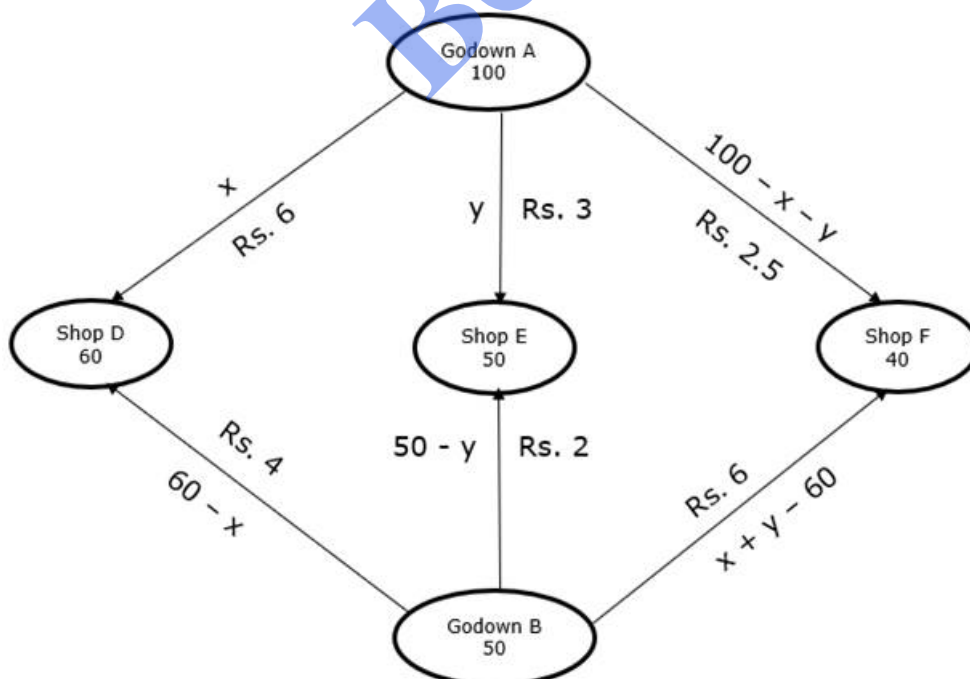 Godown A
100
x
Rs. 6
y
Rs. 3
100 – x – y
Rs. 2.5
Shop D
60
Shop E
50
Shop F
40
Rs. 4
60 – x
50 - y
Rs. 2
Rs. 6
x + y – 60
Godown B
50